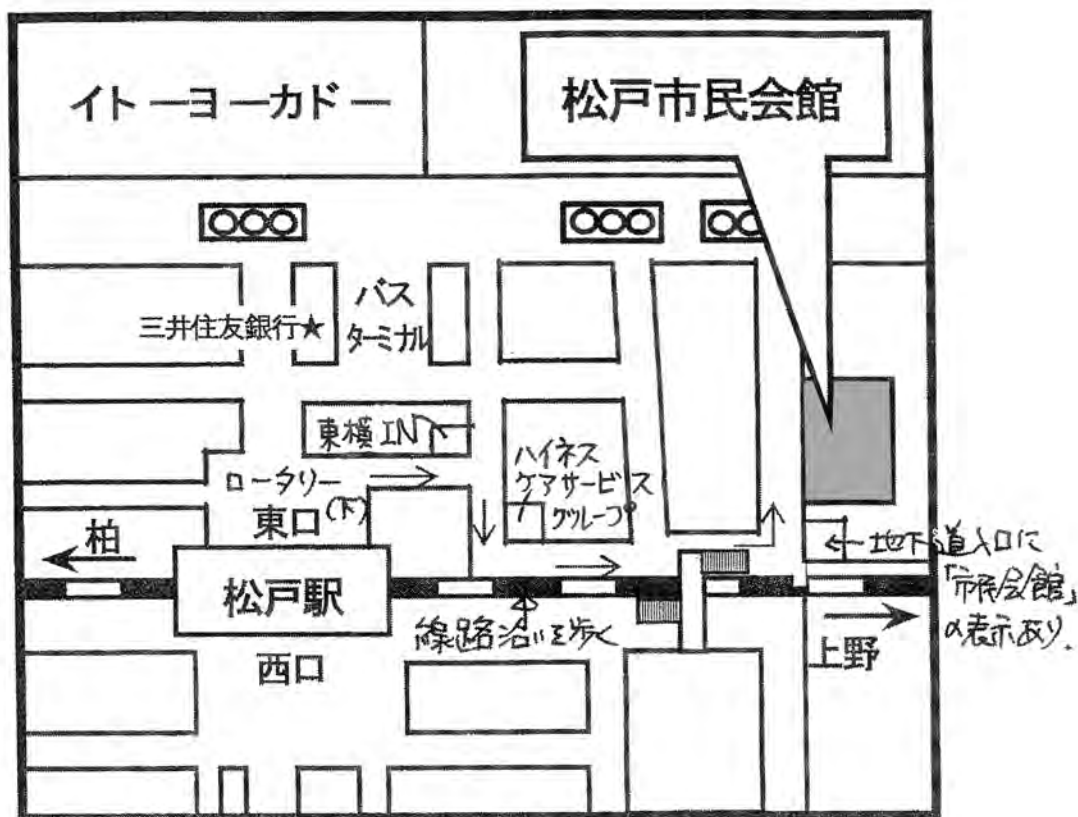 イトーヨーカドー
松戸市民会館
三井住友銀行★
バス
ターミナル
東横IN
ハイネス
ケアサービス
グループ
ロータリー
東口(下)
柏
松戸駅
線路沿いを歩く
西口
上野
←地下道入口に
「市民会館」
の表示あり.